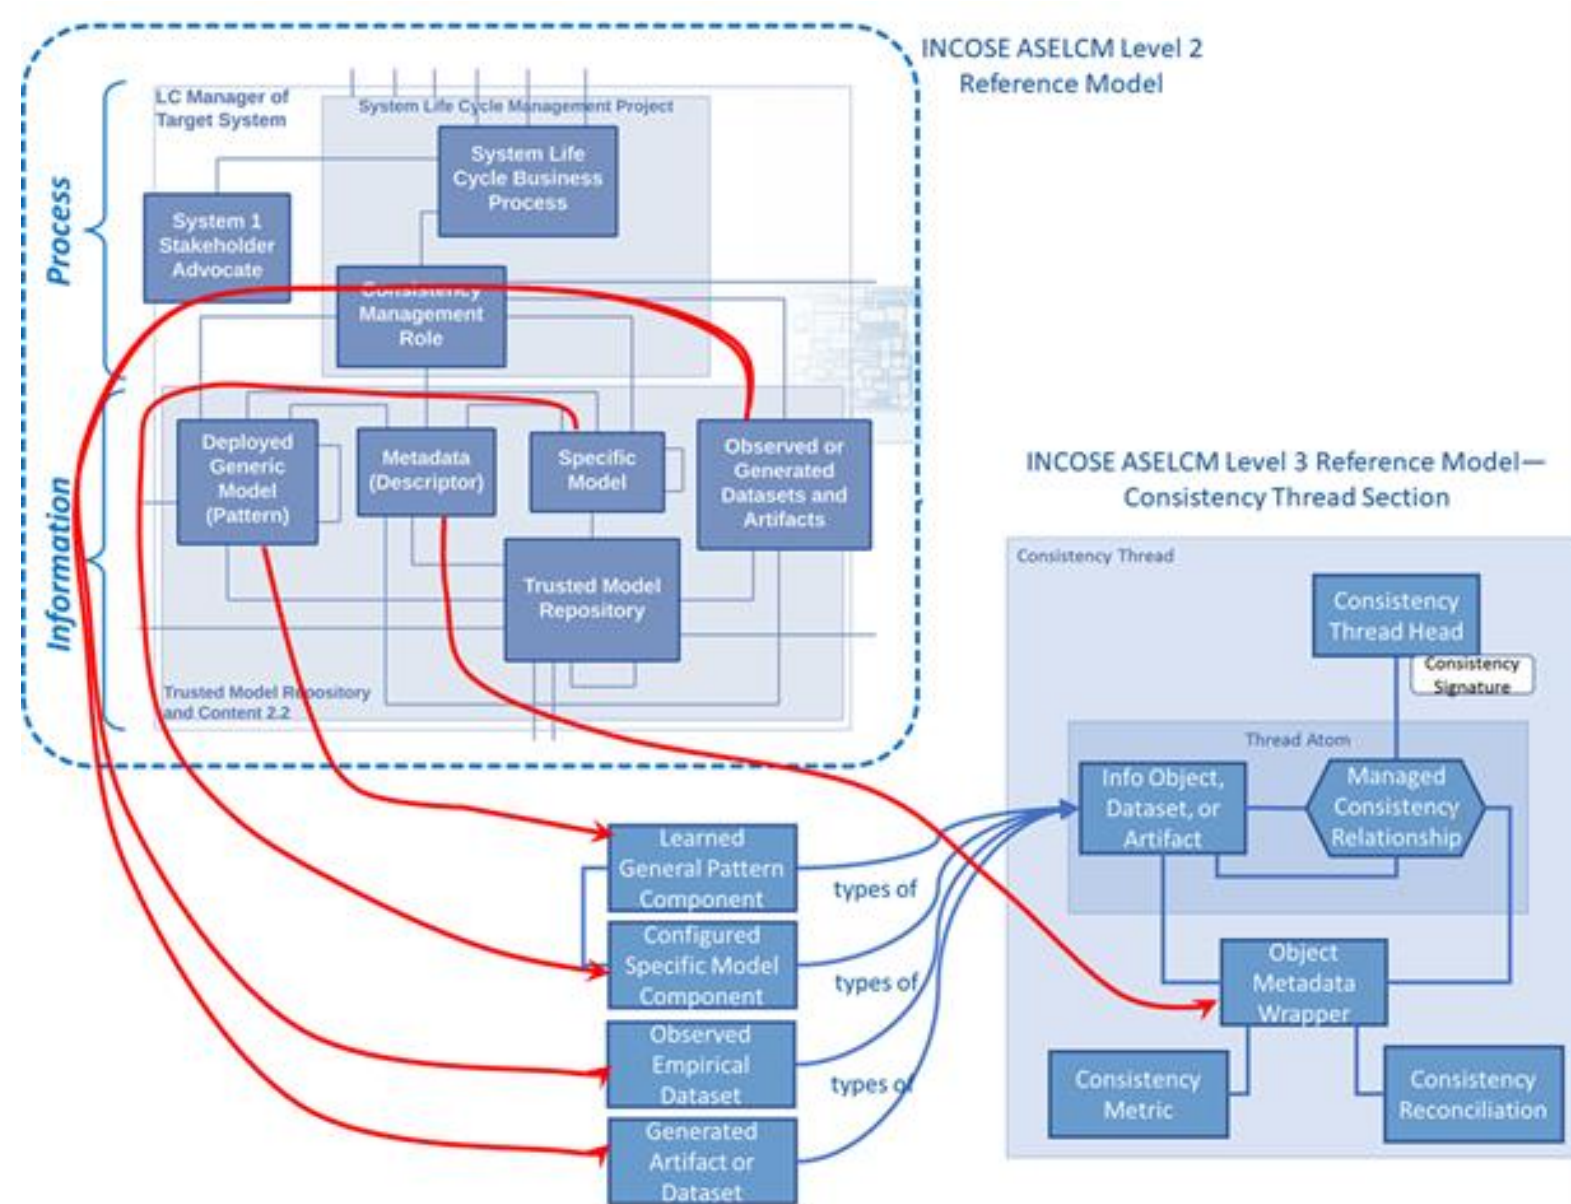 INCOSE ASELCM Level 2
Reference Model
LC Manager of
Target System
System Life Cycle Management Project
Process
System Life
Cycle Business
Process
System 1
Stakeholder
Advocate
Consistency
Management
Role
Information
Deployed
Generic
Model
(Pattern)
Metadata
(Descriptor)
Specific
Model
Observed or
Generated
Datasets and
Artifacts
Trusted Model
Repository
Trusted Model Repository
and Content 2.2
INCOSE ASELCM Level 3 Reference Model—
Consistency Thread Section
Consistency Thread
Consistency
Thread Head
Consistency
Signature
Thread Atom
Info Object,
Dataset, or
Artifact
Managed
Consistency
Relationship
Object
Metadata
Wrapper
Consistency
Metric
Consistency
Reconciliation
Learned
General Pattern
Component
types of
Configured
Specific Model
Component
types of
Observed
Empirical
Dataset
types of
Generated
Artifact or
Dataset